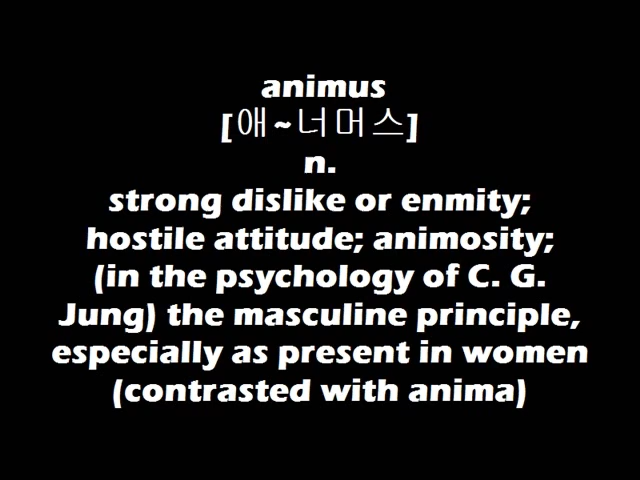 animus
[애~너머스]
n.
strong dislike or enmity;
hostile attitude; animosity;
(in the psychology of C. G.
Jung) the masculine principle,
especially as present in women
(contrasted with anima)